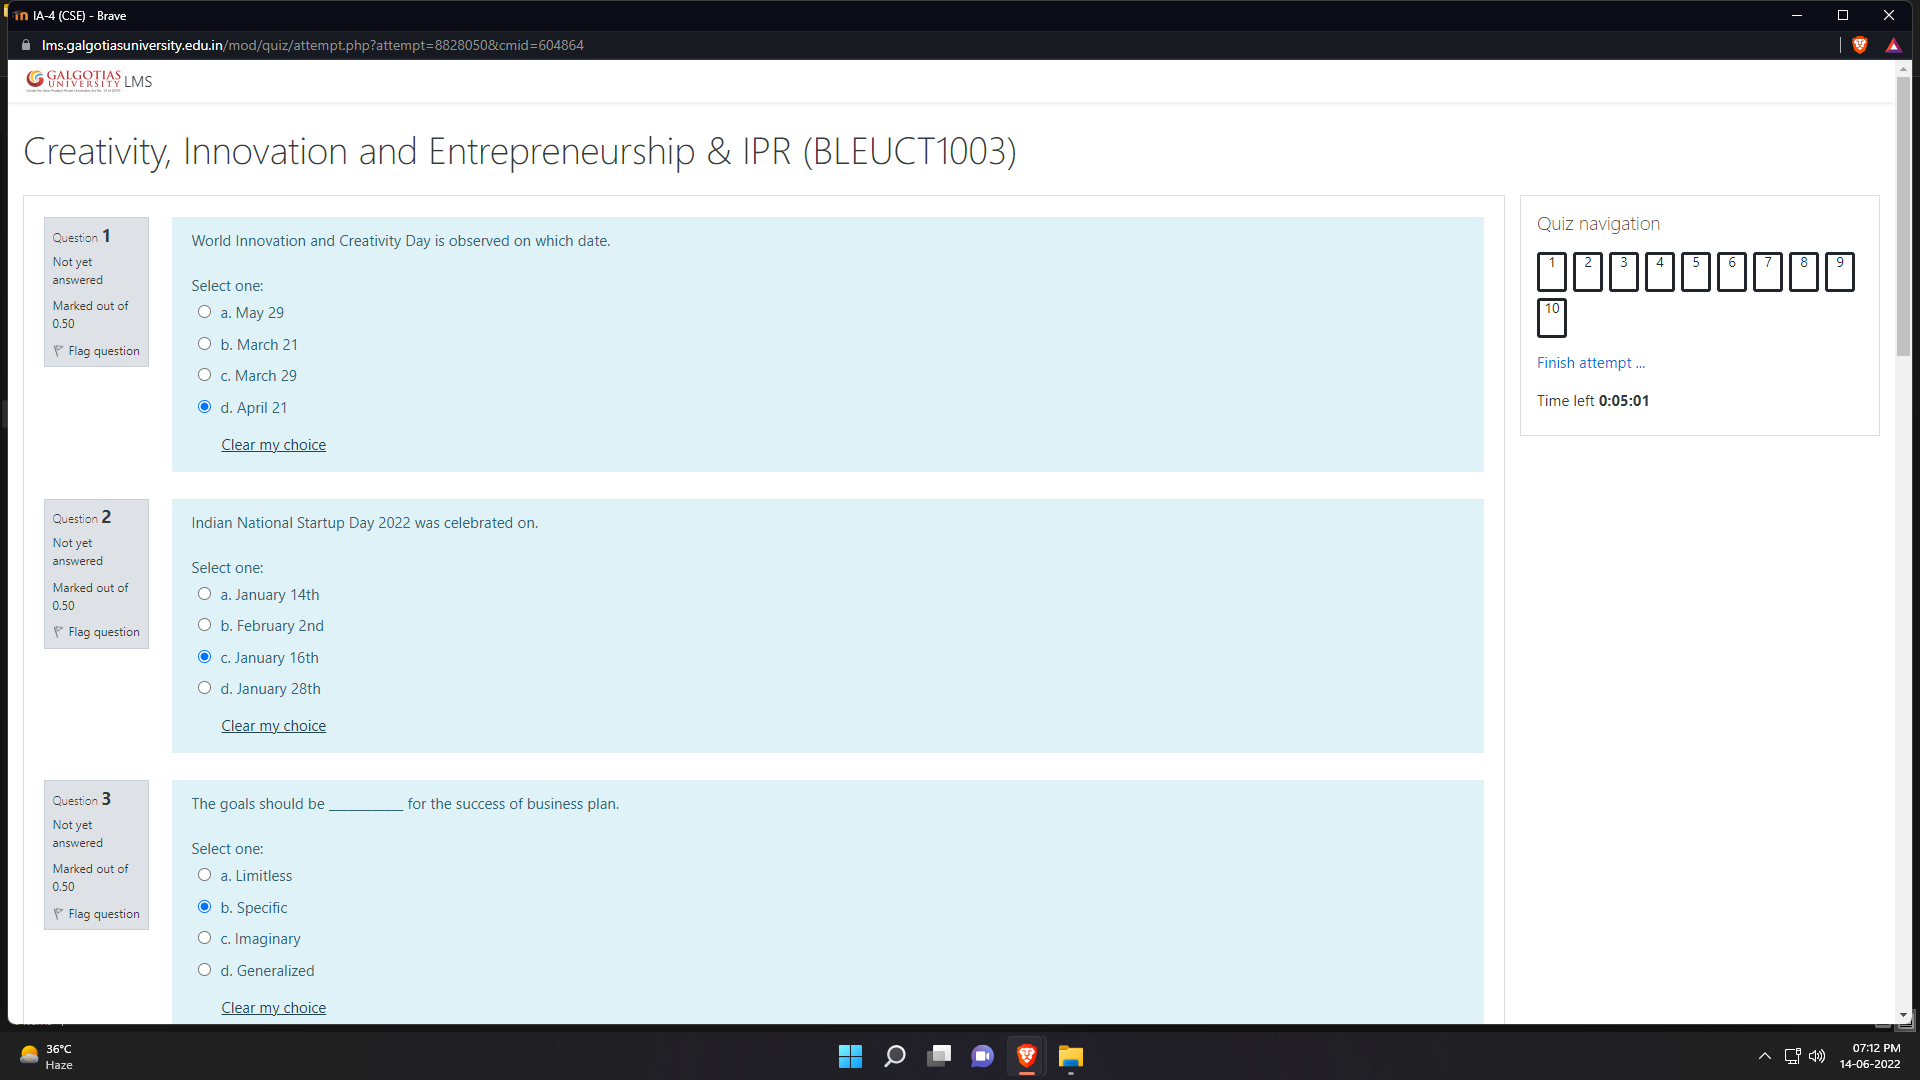 IA-4 (CSE) - Brave
lms.galgotiasuniversity.edu.in/mod/quiz/attempt.php?attempt=8828050&cmid=604864
GALGOTIAS
UNIVERSITY LMS
Creativity, Innovation and Entrepreneurship & IPR (BLEUCT1003)
Question 1
Not yet
answered
Marked out of
0.50
Flag question
World Innovation and Creativity Day is observed on which date.
Select one:
a. May 29
b. March 21
c. March 29
d. April 21
Clear my choice
Question 2
Not yet
answered
Marked out of
0.50
Flag question
Indian National Startup Day 2022 was celebrated on.
Select one:
a. January 14th
b. February 2nd
c. January 16th
d. January 28th
Clear my choice
Question 3
Not yet
answered
Marked out of
0.50
Flag question
The goals should be __________ for the success of business plan.
Select one:
a. Limitless
b. Specific
c. Imaginary
d. Generalized
Clear my choice
Quiz navigation
1 2 3 4 5 6 7 8 9
10
Finish attempt ...
Time left 0:05:01
36°C
Haze
07:12 PM
14-06-2022